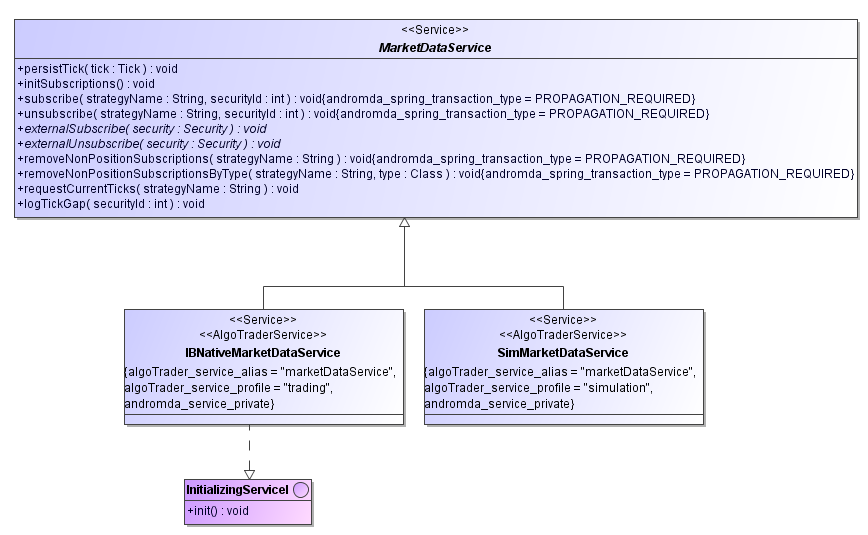 <<Service>>
MarketDataService
+persistTick( tick : Tick ) : void
+initSubscriptions() : void
+subscribe( strategyName : String, securityId : int ) : void{andromda_spring_transaction_type = PROPAGATION_REQUIRED}
+unsubscribe( strategyName : String, securityId : int ) : void{andromda_spring_transaction_type = PROPAGATION_REQUIRED}
+externalSubscribe( security : Security ) : void
+externalUnsubscribe( security : Security ) : void
+removeNonPositionSubscriptions( strategyName : String ) : void{andromda_spring_transaction_type = PROPAGATION_REQUIRED}
+removeNonPositionSubscriptionsByType( strategyName : String, type : Class ) : void{andromda_spring_transaction_type = PROPAGATION_REQUIRED}
+requestCurrentTicks( strategyName : String ) : void
+logTickGap( securityId : int ) : void
<<Service>>
<<AlgoTraderService>>
IBNativeMarketDataService
{algoTrader_service_alias = "marketDataService",
algoTrader_service_profile = "trading",
andromda_service_private}
<<Service>>
<<AlgoTraderService>>
SimMarketDataService
{algoTrader_service_alias = "marketDataService",
algoTrader_service_profile = "simulation",
andromda_service_private}
InitializingServiceI
+init() : void